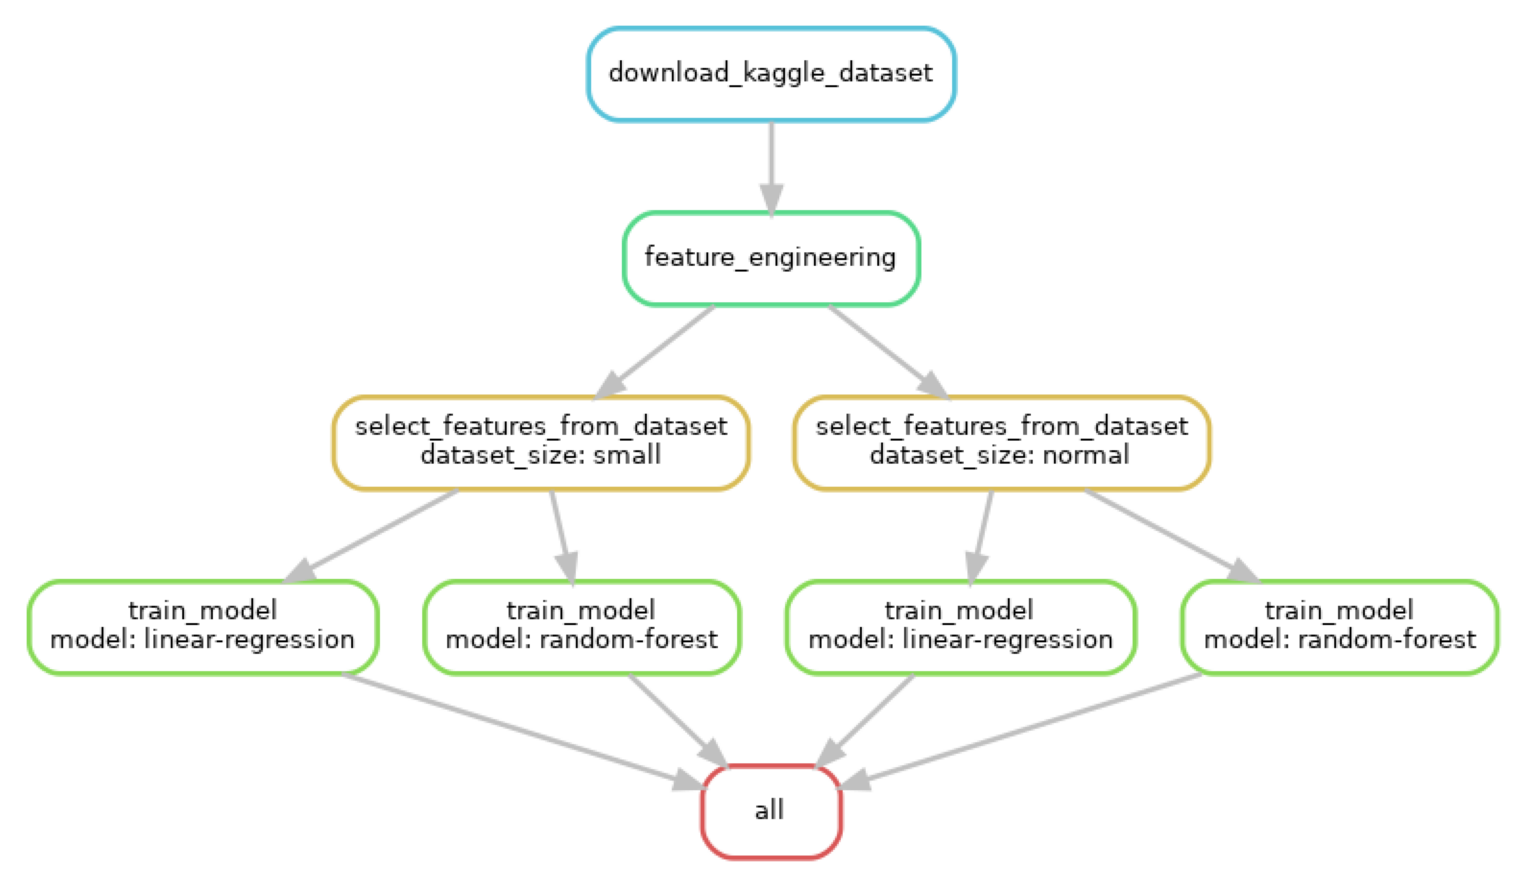 download_kaggle_dataset
feature_engineering
select_features_from_dataset
dataset_size: small
select_features_from_dataset
dataset_size: normal
train_model
model: linear-regression
train_model
model: random-forest
train_model
model: linear-regression
train_model
model: random-forest
all